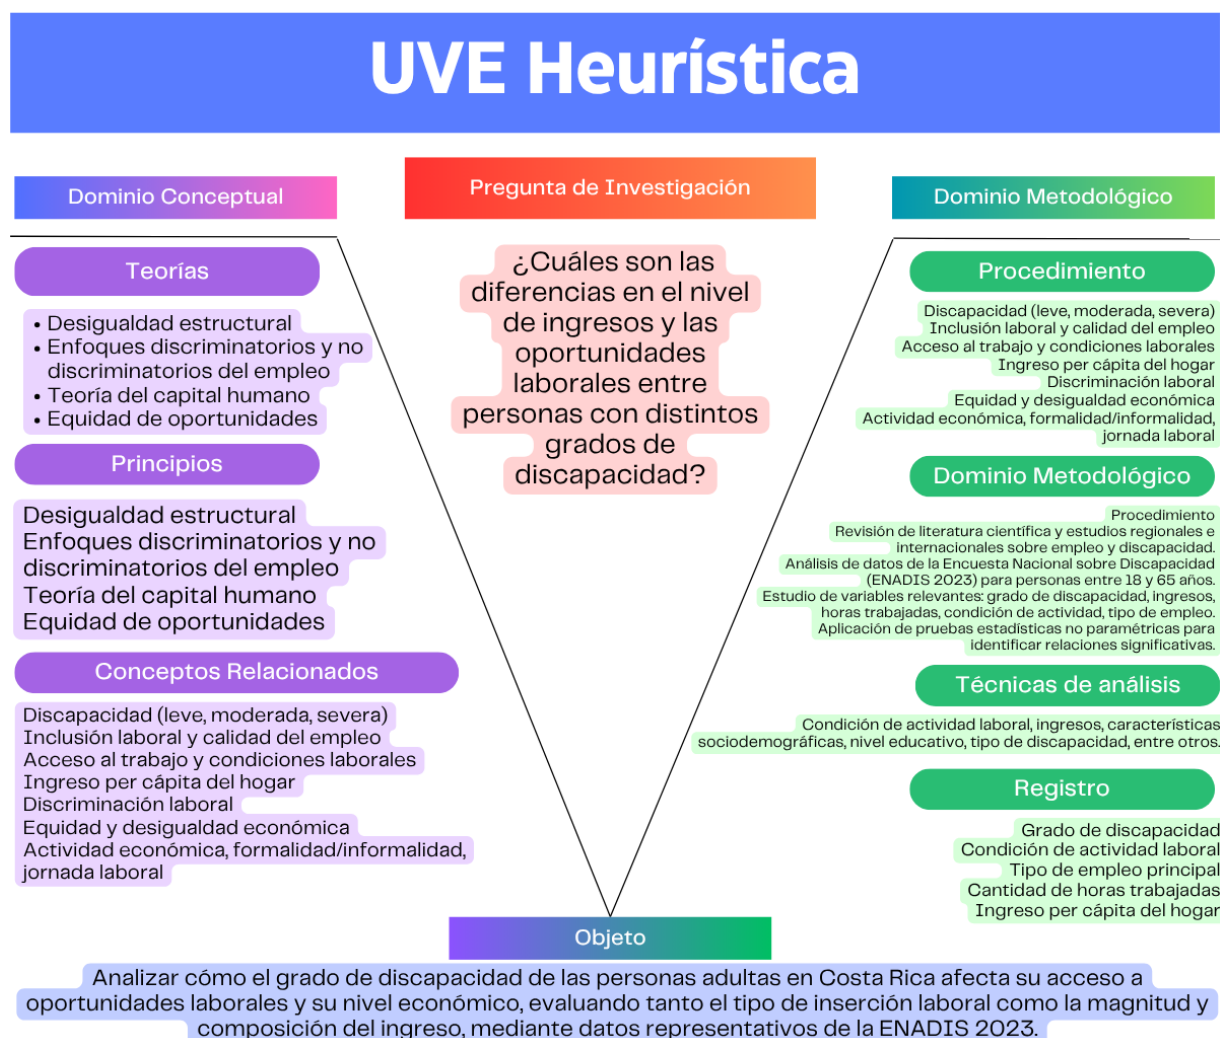 UVE Heurística
Dominio Conceptual
Teorías
• Desigualdad estructural
• Enfoques discriminatorios y no
discriminatorios del empleo
• Teoría del capital humano
• Equidad de oportunidades
Principios
Desigualdad estructural
Enfoques discriminatorios y no
discriminatorios del empleo
Teoría del capital humano
Equidad de oportunidades
Conceptos Relacionados
Discapacidad (leve, moderada, severa)
Inclusión laboral y calidad del empleo
Acceso al trabajo y condiciones laborales
Ingreso per cápita del hogar
Discriminación laboral
Equidad y desigualdad económica
Actividad económica, formalidad/informalidad,
jornada laboral
Pregunta de Investigación
¿Cuáles son las
diferencias en el nivel
de ingresos y las
oportunidades
laborales entre
personas con distintos
grados de
discapacidad?
Dominio Metodológico
Procedimiento
Discapacidad (leve, moderada, severa)
Inclusión laboral y calidad del empleo
Acceso al trabajo y condiciones laborales
Ingreso per cápita del hogar
Discriminación laboral
Equidad y desigualdad económica
Actividad económica, formalidad/informalidad,
jornada laboral
Dominio Metodológico
Procedimiento
Revisión de literatura científica y estudios regionales e
internacionales sobre empleo y discapacidad.
Análisis de datos de la Encuesta Nacional sobre Discapacidad
(ENADIS 2023) para personas entre 18 y 65 años.
Estudio de variables relevantes: grado de discapacidad, ingresos,
horas trabajadas, condición de actividad, tipo de empleo.
Aplicación de pruebas estadísticas no paramétricas para
identificar relaciones significativas.
Técnicas de análisis
Condición de actividad laboral, ingresos, características
sociodemográficas, nivel educativo, tipo de discapacidad, entre otros.
Registro
Grado de discapacidad
Condición de actividad laboral
Tipo de empleo principal
Cantidad de horas trabajadas
Ingreso per cápita del hogar
Objeto
Analizar cómo el grado de discapacidad de las personas adultas en Costa Rica afecta su acceso a
oportunidades laborales y su nivel económico, evaluando tanto el tipo de inserción laboral como la magnitud y
composición del ingreso, mediante datos representativos de la ENADIS 2023.